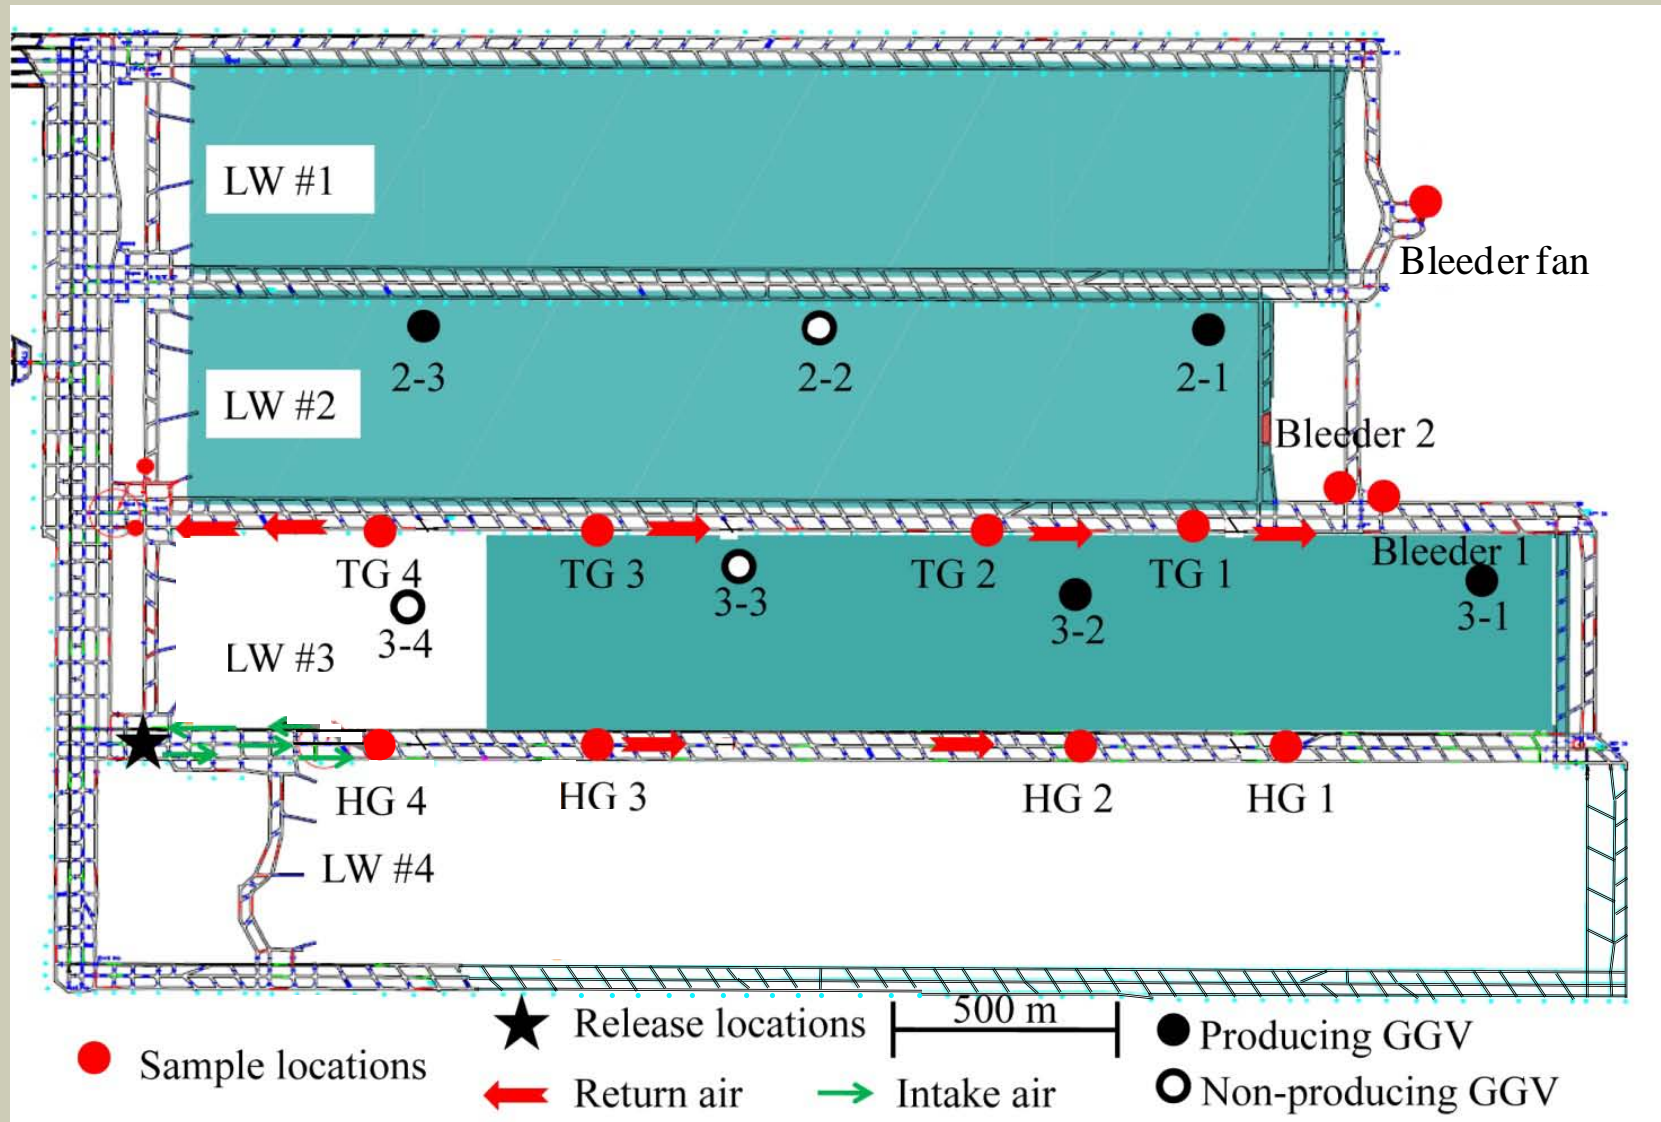 LW #1
Bleeder fan
2-3
2-2
2-1
LW #2
Bleeder 2
TG 4
TG 3
TG 2
TG 1
Bleeder 1
3-4
3-3
3-2
3-1
LW #3
HG 4
HG 3
HG 2
HG 1
LW #4
Release locations
500 m
Producing GGV
Sample locations
Return air
Intake air
Non-producing GGV